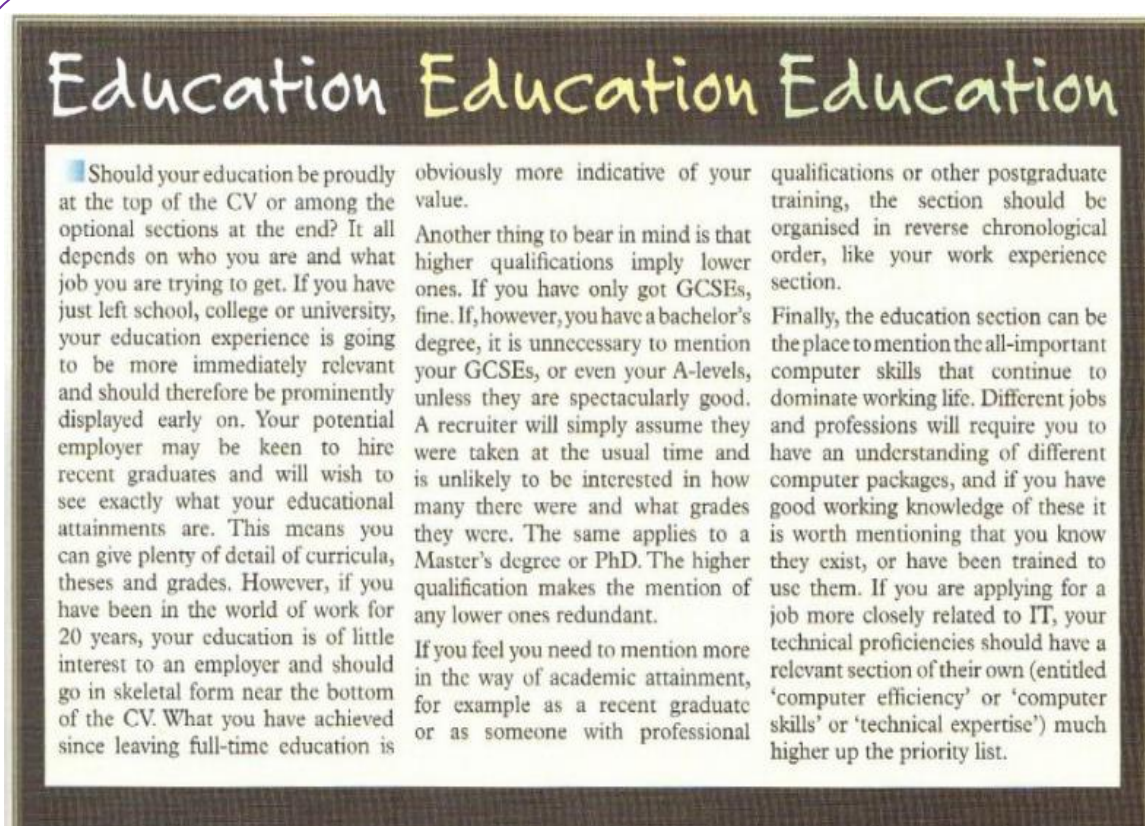 Education Education Education
Should your education be proudly
at the top of the CV or among the
optional sections at the end? It all
depends on who you are and what
job you are trying to get. If you have
just left school, college or university,
your education experience is going
to be more immediately relevant
and should therefore be prominently
displayed early on. Your potential
employer may be keen to hire
recent graduates and will wish to
see exactly what your educational
attainments are. This means you
can give plenty of detail of curricula,
theses and grades. However, if you
have been in the world of work for
20 years, your education is of little
interest to an employer and should
go in skeletal form near the bottom
of the CV. What you have achieved
since leaving full-time education is
obviously more indicative of your
value.
Another thing to bear in mind is that
higher qualifications imply lower
ones. If you have only got GCSEs,
fine. If, however, you have a bachelor's
degree, it is unnecessary to mention
your GCSEs, or even your A-levels,
unless they are spectacularly good.
A recruiter will simply assume they
were taken at the usual time and
is unlikely to be interested in how
many there were and what grades
they were. The same applies to a
Master's degree or PhD. The higher
qualification makes the mention of
any lower ones redundant.
If you feel you need to mention more
in the way of academic attainment,
for example as a recent graduate
or as someone with professional
qualifications or other postgraduate
training, the section should be
organised in reverse chronological
order, like your work experience
section.
Finally, the education section can be
the place to mention the all-important
computer skills that continue to
dominate working life. Different jobs
and professions will require you to
have an understanding of different
computer packages, and if you have
good working knowledge of these it
is worth mentioning that you know
they exist, or have been trained to
use them. If you are applying for a
job more closely related to IT, your
technical proficiencies should have a
relevant section of their own (entitled
'computer efficiency' or 'computer
skills' or 'technical expertise') much
higher up the priority list.